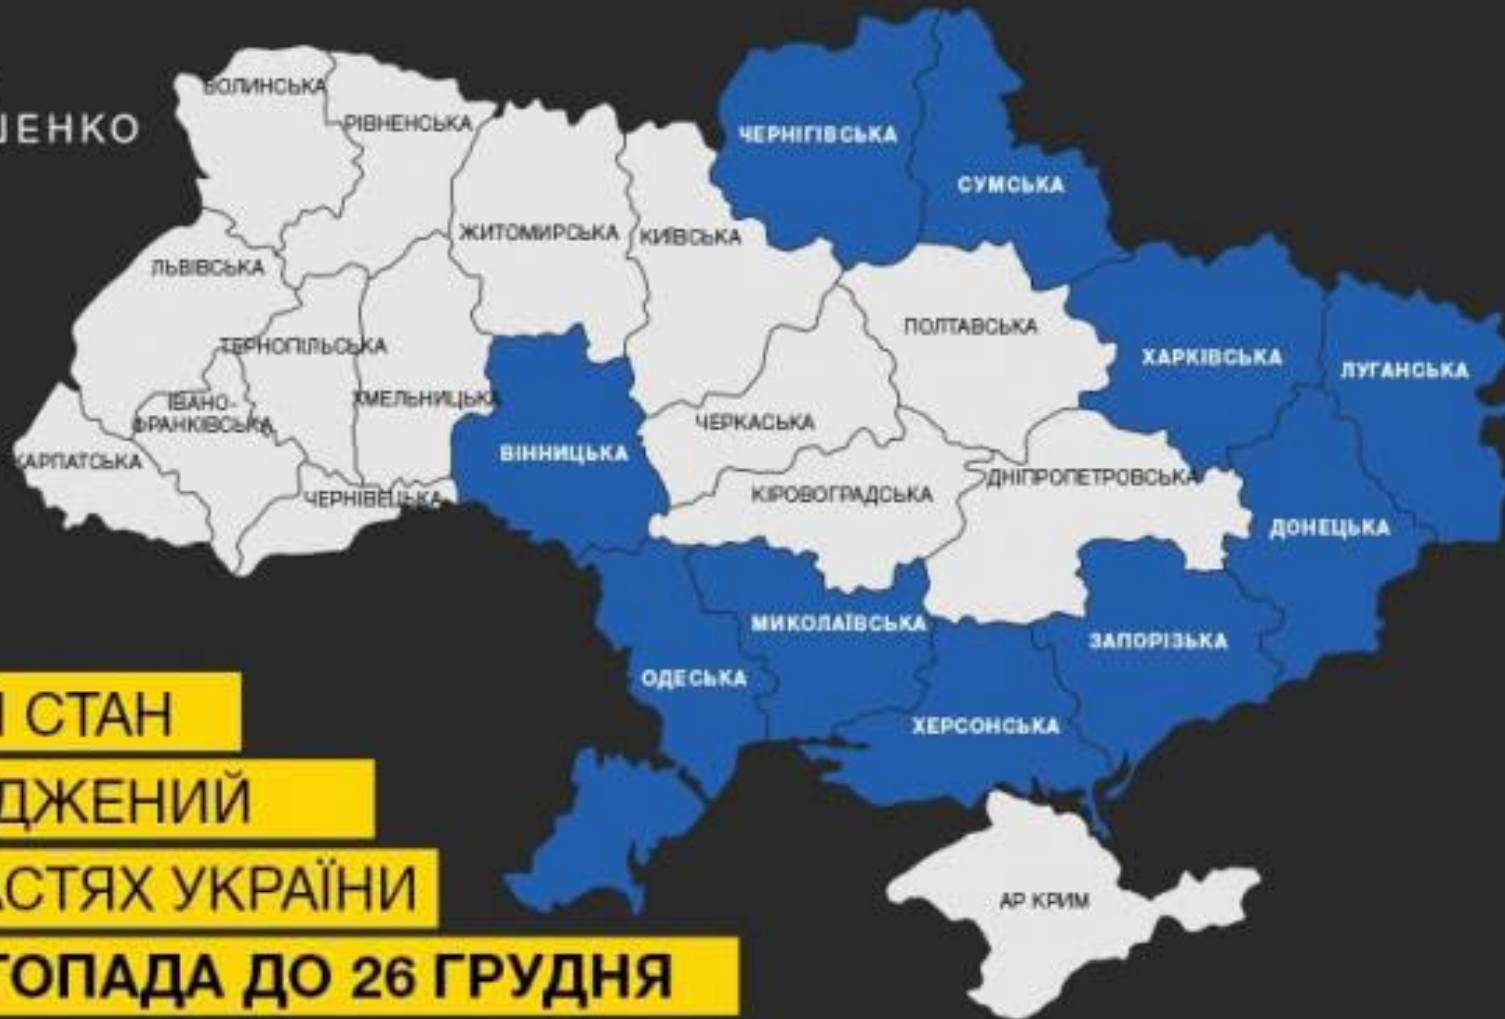 ШЕНКО
ВОЛИНСЬКА
РІВНЕНСЬКА
ЖИТОМИРСЬКА
КИЇВСЬКА
ЧЕРНІГІВСЬКА
СУМСЬКА
ЛЬВІВСЬКА
ТЕРНОПІЛЬСЬКА
ХМЕЛЬНИЦЬКА
ІВАНО-
ФРАНКІВСЬКА
КАРПАТСЬКА
ЧЕРНІВЕЦЬКА
ВІННИЦЬКА
ЧЕРКАСЬКА
КІРОВОГРАДСЬКА
ПОЛТАВСЬКА
ДНІПРОПЕТРОВСЬКА
ХАРКІВСЬКА
ЛУГАНСЬКА
ДОНЕЦЬКА
ЗАПОРІЗЬКА
МИКОЛАЇВСЬКА
ОДЕСЬКА
ХЕРСОНСЬКА
АР КРИМ
Й СТАН
ДЖЕНИЙ
АСТЯХ УКРАЇНИ
ТОПАДА ДО 26 ГРУДНЯ